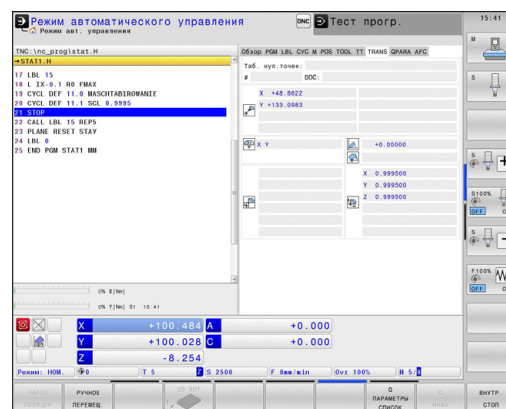 Режим автоматического управления
Режим авт. управления
DNC
Тест прогр.
15:41
TNC:\nc_prog\stat.H
→STAT1.H
17 LBL 15
18 L IX-0.1 R0 FMAX
19 CYCL DEF 11.0 MASCHTABIROWANIE
20 CYCL DEF 11.1 SCL 0.9995
21 STOP
22 CALL LBL 15 REP5
23 PLANE RESET STAY
24 LBL 0
25 END PGM STAT1 MM
0% X[Nm]
0% Y[Nm] S1 15:41
Обзор PGM LBL CYC M POS TOOL TT TRANS QPARA AFC
Таб. нул.точек:
# DOC:
X +48.8622
Y +133.0983
X Y
+0.00000
X 0.999500
Y 0.999500
Z 0.999500
M
S
S
S100%
OFF
S
F100% W
OFF
X +100.484 A +0.000
Y +100.028 C +0.000
Z -8.254
Режим: НОМ. 0 T 5 Z S 2500 F 0mm/min Ovr 100% M 5/
РУЧНОЕ ПЕРЕМЕЩ.
3D ROT
Q ПАРАМЕТРЫ СПИСОК
ВНУТР. СТОП